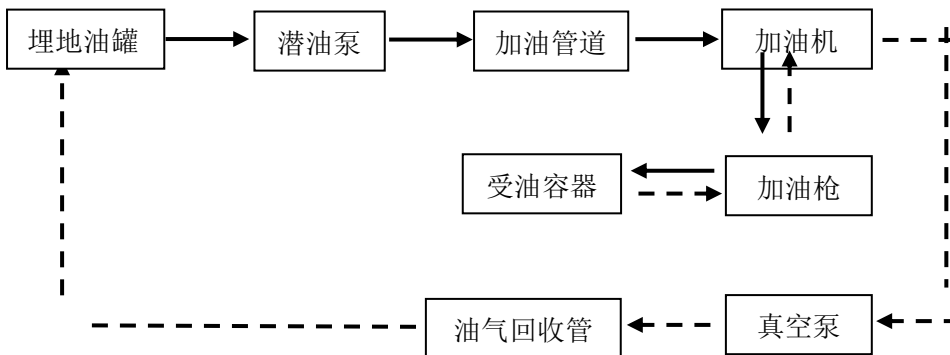 埋地油罐
潜油泵
加油管道
加油机
受油容器
加油枪
油气回收管
真空泵